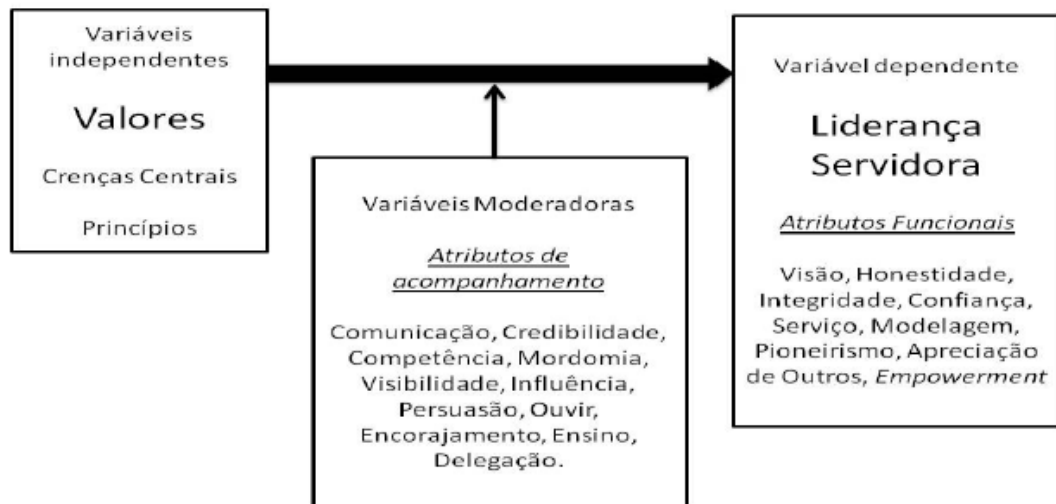 Variáveis
independentes
Valores
Crenças Centrais
Princípios
Variáveis Moderadoras
Atributos de
acompanhamento
Comunicação, Credibilidade,
Competência, Mordomia,
Visibilidade, Influência,
Persuasão, Ouvir,
Encorajamento, Ensino,
Delegação.
Variável dependente
Liderança
Servidora
Atributos Funcionais
Visão, Honestidade,
Integridade, Confiança,
Serviço, Modelagem,
Pioneirismo, Apreciação
de Outros, Empowerment